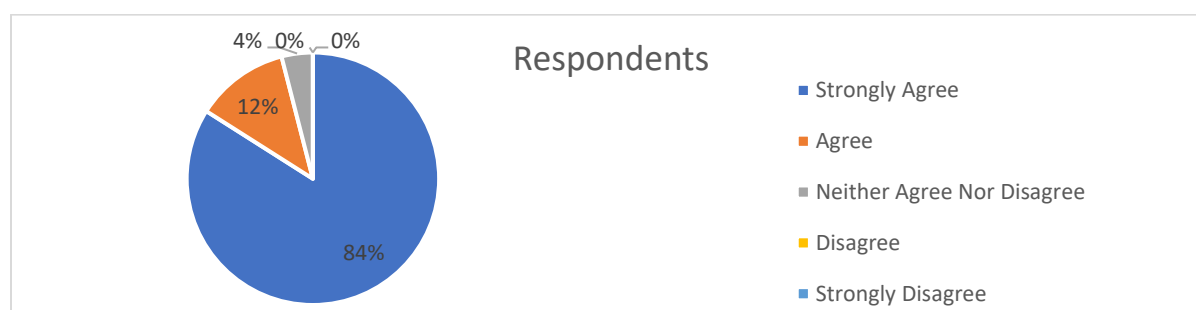 4% 0% 0%
Respondents
12%
84%
Strongly Agree
Agree
Neither Agree Nor Disagree
Disagree
Strongly Disagree